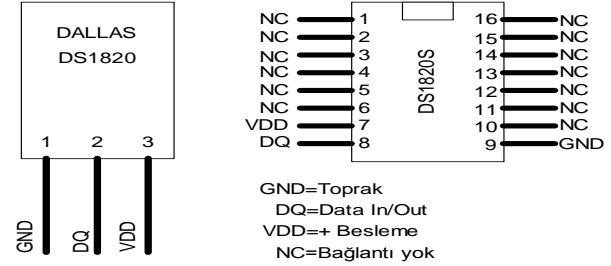 DALLAS
DS1820
1 2 3
GND DQ VDD
DS1820S
NC 1 16 NC
NC 2 15 NC
NC 3 14 NC
NC 4 13 NC
NC 5 12 NC
NC 6 11 NC
VDD 7 10 NC
DQ 8 9 GND
GND=Toprak
DQ=Data In/Out
VDD=+ Besleme
NC=Bağlantı yok